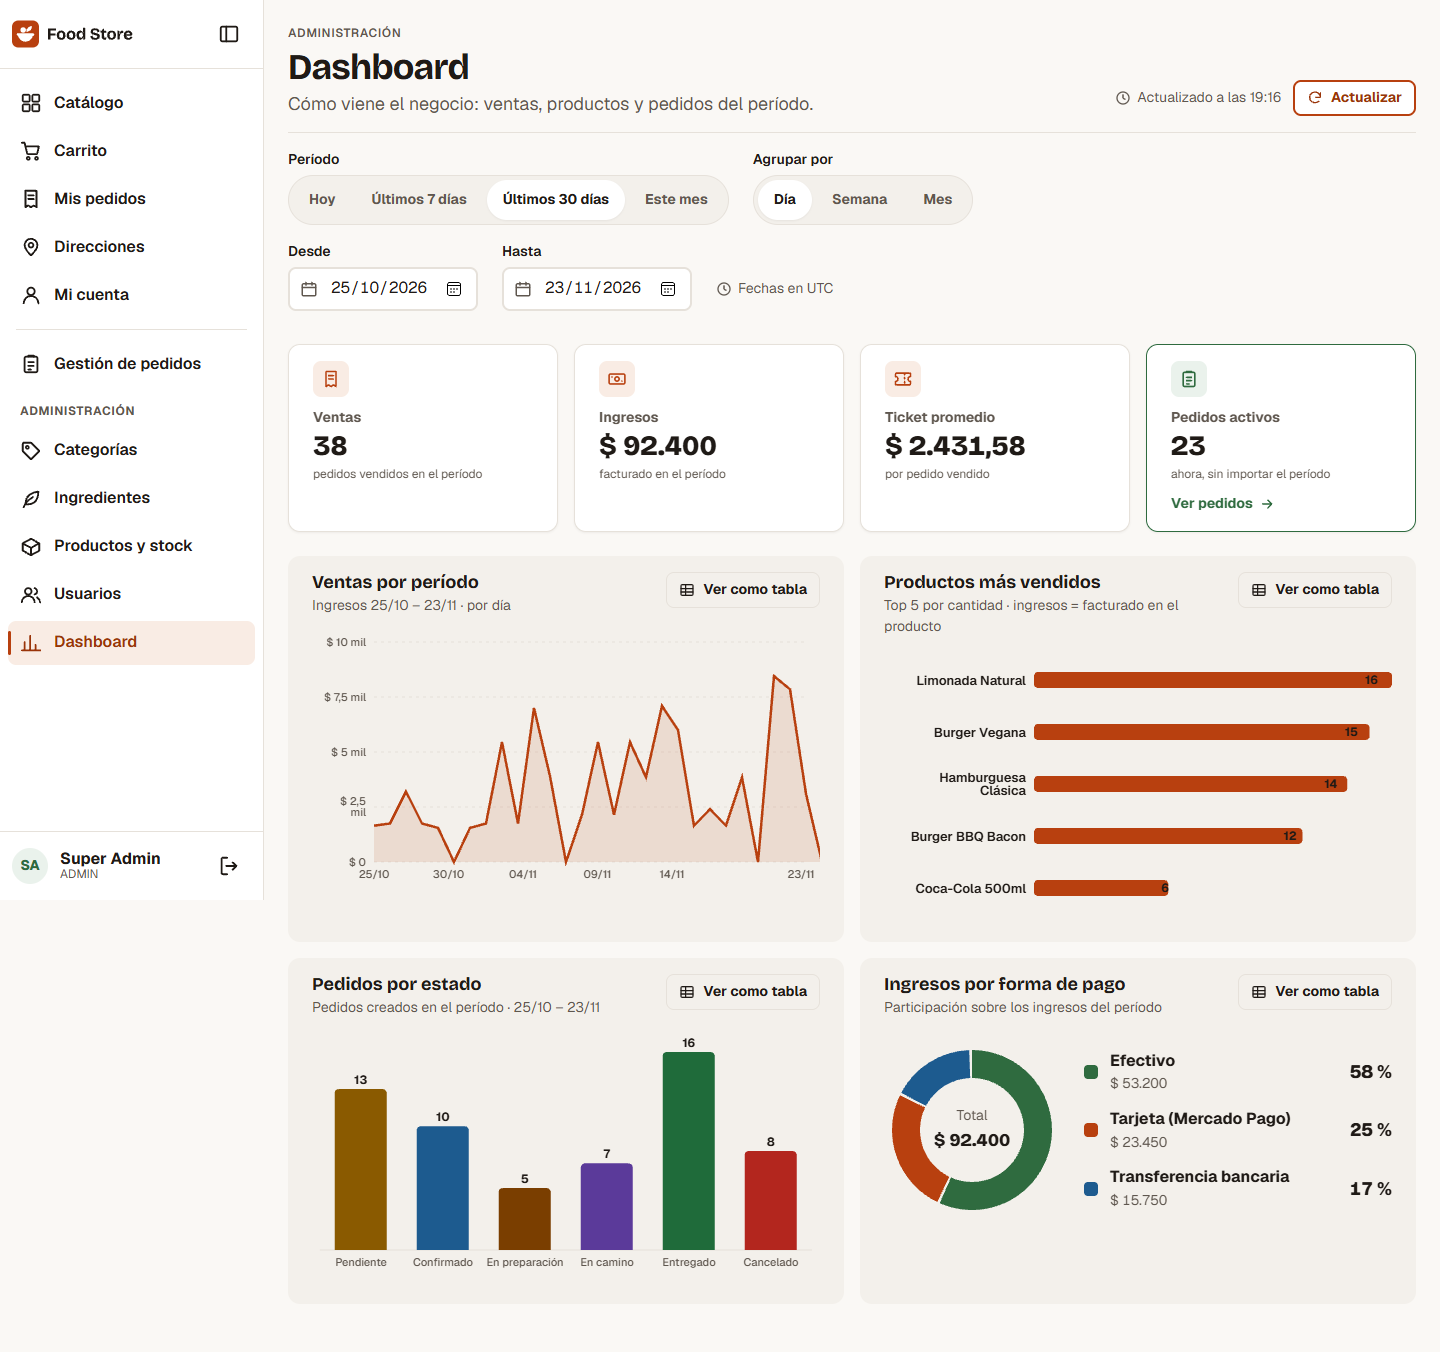 Food Store
Catálogo
Carrito
Mis pedidos
Direcciones
Mi cuenta
Gestión de pedidos
ADMINISTRACIÓN
Categorías
Ingredientes
Productos y stock
Usuarios
Dashboard
SA
Super Admin
ADMIN
ADMINISTRACIÓN
Dashboard
Cómo viene el negocio: ventas, productos y pedidos del período.
Actualizado a las 19:16
Actualizar
Período
Hoy
Últimos 7 días
Últimos 30 días
Este mes
Agrupar por
Día
Semana
Mes
Desde
25/10/2026
Hasta
23/11/2026
Fechas en UTC
Ventas
38
pedidos vendidos en el período
Ingresos
$ 92.400
facturado en el período
Ticket promedio
$ 2.431,58
por pedido vendido
Pedidos activos
23
ahora, sin importar el período
Ver pedidos →
Ventas por período
Ingresos 25/10 – 23/11 · por día
Ver como tabla
$ 10 mil
$ 7,5 mil
$ 5 mil
$ 2,5
mil
$ 0
25/10
30/10
04/11
09/11
14/11
23/11
Productos más vendidos
Top 5 por cantidad · ingresos = facturado en el
producto
Ver como tabla
Limonada Natural
16
Burger Vegana
15
Hamburguesa
Clásica
14
Burger BBQ Bacon
12
Coca-Cola 500ml
6
Pedidos por estado
Pedidos creados en el período · 25/10 – 23/11
Ver como tabla
13
10
5
7
16
8
Pendiente
Confirmado
En preparación
En camino
Entregado
Cancelado
Ingresos por forma de pago
Participación sobre los ingresos del período
Ver como tabla
Total
$ 92.400
Efectivo
$ 53.200
58 %
Tarjeta (Mercado Pago)
$ 23.450
25 %
Transferencia bancaria
$ 15.750
17 %